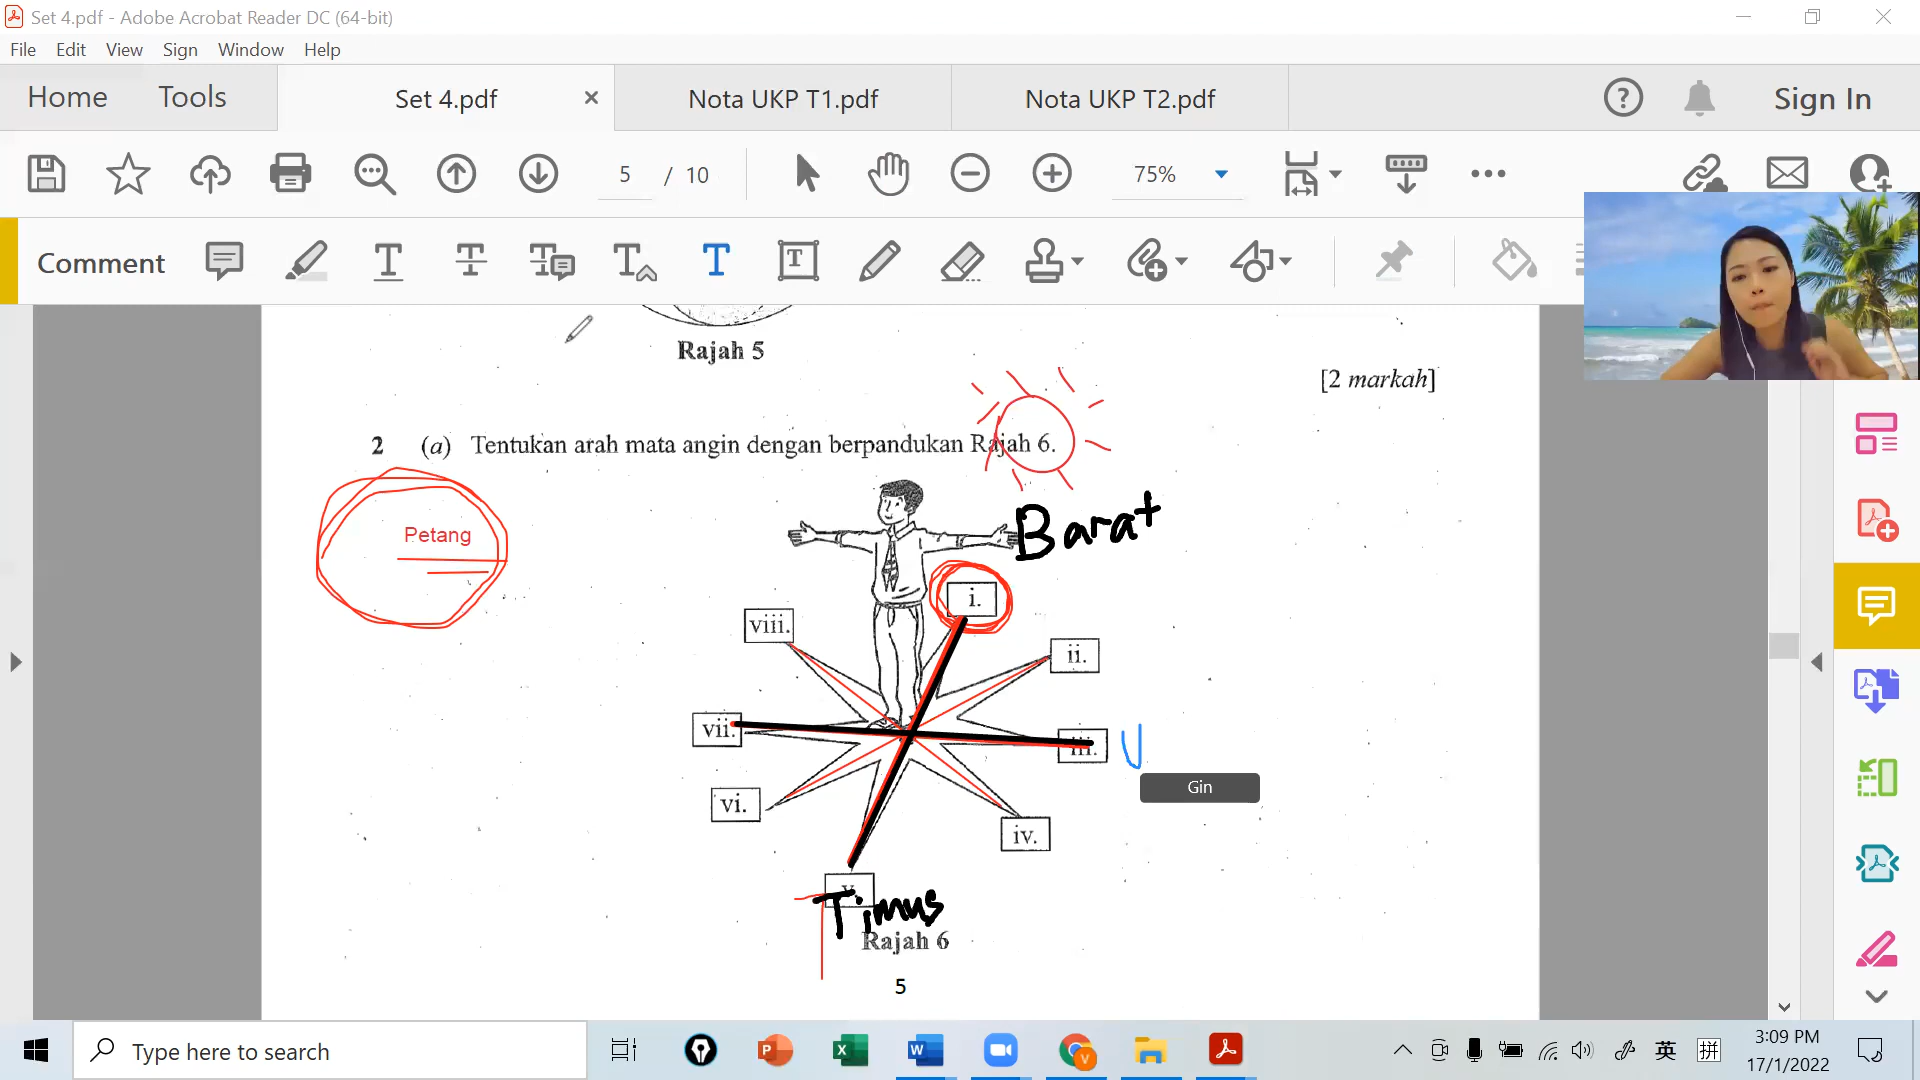 Set 4.pdf - Adobe Acrobat Reader DC (64-bit)
File Edit View Sign Window Help
Home Tools Set 4.pdf Nota UKP T1.pdf Nota UKP T2.pdf Sign In
5 / 10 75%
Comment
Rajah 5
[2 markah]
2 (a) Tentukan arah mata angin dengan berpandukan Rajah 6.
Petang
Barat
i.
viii.
ii.
vii.
iii.
U
Gin
vi.
iv.
v.
Timus
Rajah 6
5
Type here to search
英 拼
3:09 PM
17/1/2022